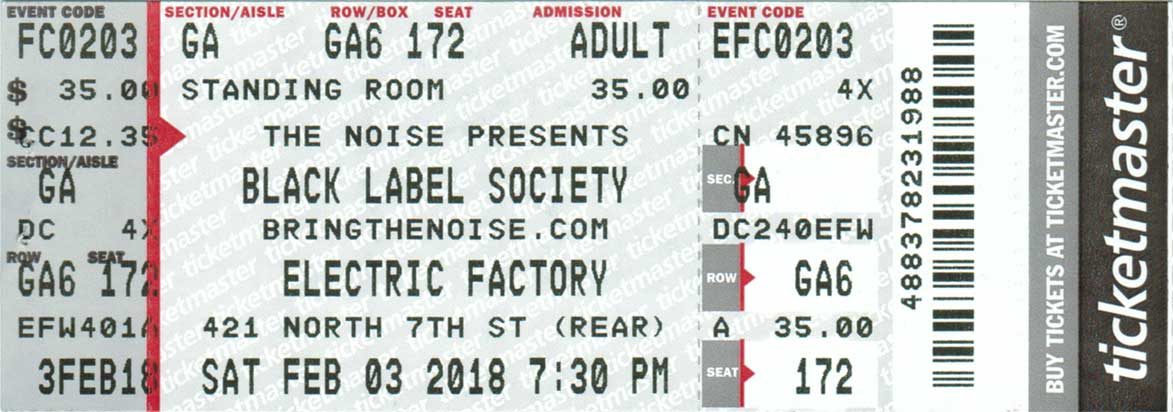 EVENT CODE
FC0203
$ 35.00
$
CC12.35
SECTION/AISLE
GA
DC 4X
ROW SEAT
GA6 172
EFW401A
3FEB18
SECTION/AISLE ROW/BOX SEAT ADMISSION
GA GA6 172 ADULT
STANDING ROOM 35.00
THE NOISE PRESENTS
BLACK LABEL SOCIETY
BRINGTHENOISE.COM
ELECTRIC FACTORY
421 NORTH 7TH ST (REAR)
SAT FEB 03 2018 7:30 PM
EVENT CODE
EFC0203
4X
CN 45896
SEC. GA
DC240EFW
ROW GA6
A 35.00
SEAT 172
488378231988
BUY TICKETS AT TICKETMASTER.COM
ticketmaster®